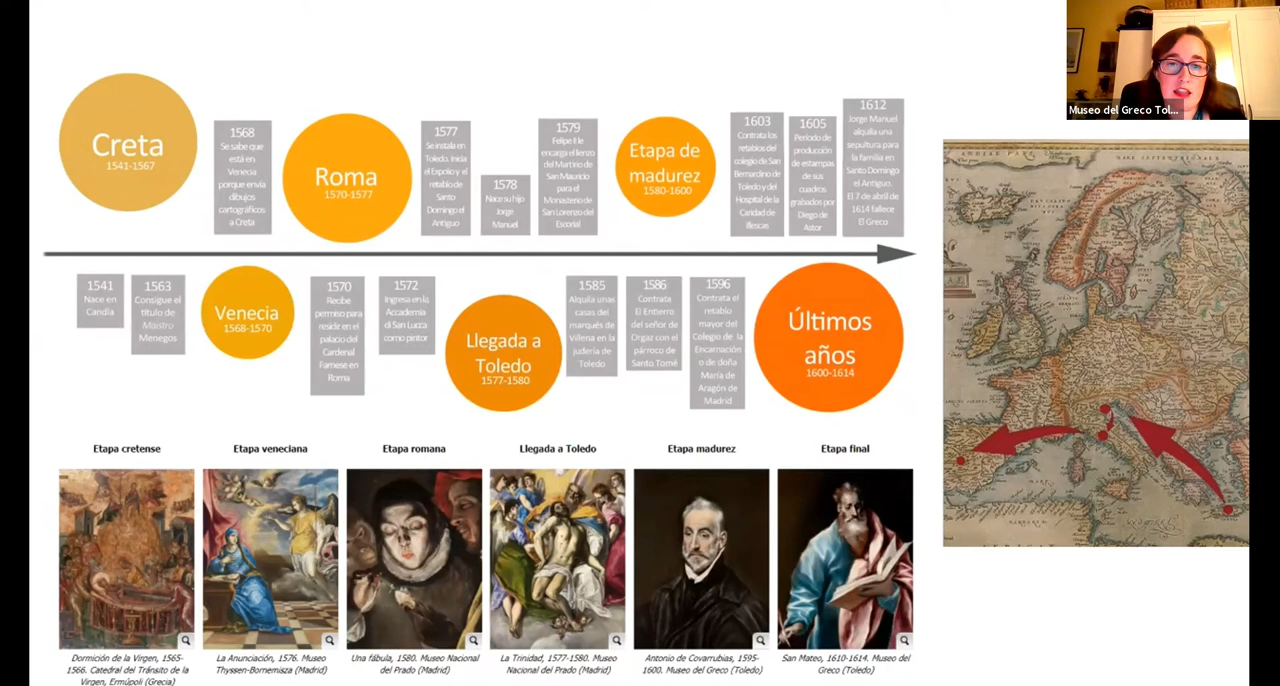 Creta
1541-1567
1568
Se sabe que
está en
Venecia
porque envía
dibujos
cartográficos
a Creta
Roma
1570-1577
1577
Se instala en
Toledo. Inicia
el Expolio y el
retablo de
Santo
Domingo el
Antiguo
1578
Nace su hijo
Jorge
Manuel
1579
Felipe II le
encarga el lienzo
del Martirio de
San Mauricio
para el
Monasterio de
San Lorenzo del
Escorial
Etapa de
madurez
1580-1600
1603
Contrata los
retablos del
colegio de San
Bernardino de
Toledo y del
Hospital de la
Caridad de
Illescas
1605
Periodo de
producción
de estampas
de sus
cuadros
grabados por
Diego de
Astor
1612
Jorge Manuel
alquila una
sepultura para
la familia en
Santo Domingo
el Antiguo.
El 7 de abril de
1614 fallece
El Greco
1541
Nace en
Candía
1563
Consigue el
título de
Maistro
Menegos
Venecia
1568-1570
1570
Recibe
permiso para
residir en el
palacio del
Cardenal
Farnese en
Roma
1572
Ingresa en la
Accademia
di San Lucca
como pintor
Llegada a
Toledo
1577-1580
1585
Alquila unas
casas del
marqués de
Villena en la
judería de
Toledo
1586
Contrata
El Entierro
del señor de
Orgaz con el
párroco de
Santo Tomé
1596
Contrata el
retablo
mayor del
Colegio de la
Encarnación
o de doña
María de
Aragón de
Madrid
Últimos
años
1600-1614
Etapa cretense
Etapa veneciana
Etapa romana
Llegada a Toledo
Etapa madurez
Etapa final
Dormición de la Virgen, 1565-
1566. Catedral del Tránsito de la
Virgen, Ermúpoli (Grecia)
La Anunciación, 1576. Museo
Thyssen-Bornemisza (Madrid)
Una fábula, 1580. Museo Nacional
del Prado (Madrid)
La Trinidad, 1577-1580. Museo
Nacional del Prado (Madrid)
Antonio de Covarrubias, 1595-
1600. Museo del Greco (Toledo)
San Mateo, 1610-1614. Museo del
Greco (Toledo)
Museo del Greco Tol...